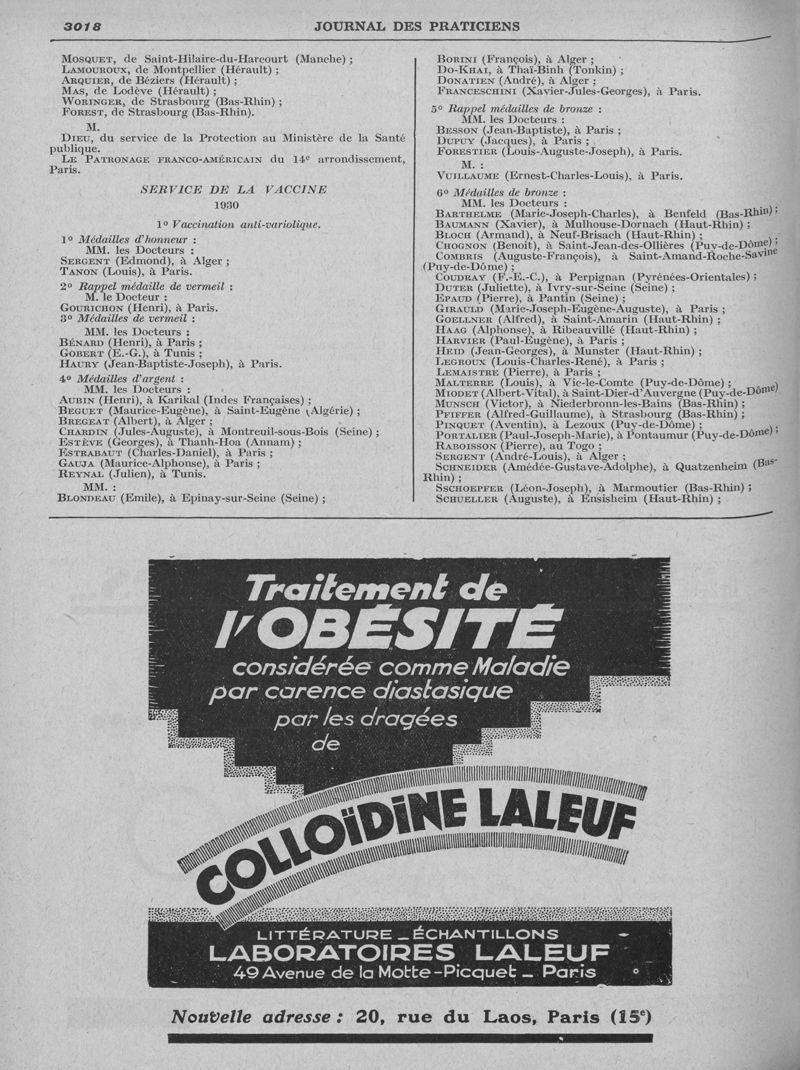 3018
JOURNAL DES PRATICIENS
MOSQUET, de Saint-Hilaire-du-Harcourt (Manche) ;
LAMOUROUX, de Montpellier (Hérault) ;
ARQUIER, de Béziers (Hérault) ;
MAS, de Lodève (Hérault) ;
WORINGER, de Strasbourg (Bas-Rhin) ;
FOREST, de Strasbourg (Bas-Rhin).
M.
DIEU, du service de la Protection au Ministère de la Santé
publique.
LE PATRONAGE FRANCO-AMÉRICAIN du 14e arrondissement,
Paris.
SERVICE DE LA VACCINE
1930
1o Vaccination anti-variolique.
1o Médailles d'honneur :
MM. les Docteurs :
SERGENT (Edmond), à Alger ;
TANON (Louis), à Paris.
2o Rappel médaille de vermeil :
M. le Docteur :
GOURICHON (Henri), à Paris.
3o Médailles de vermeil :
MM. les Docteurs :
BÉNARD (Henri), à Paris ;
GOBERT (E.-G.), à Tunis ;
HAURY (Jean-Baptiste-Joseph), à Paris.
4o Médailles d'argent :
MM. les Docteurs :
AUBIN (Henri), à Karikal (Indes Françaises) ;
BEGUET (Maurice-Eugène), à Saint-Eugène (Algérie) ;
BREGEAT (Albert), à Alger ;
CHARDIN (Jules-Auguste), à Montreuil-sous-Bois (Seine) ;
ESTÈVE (Georges), à Thanh-Hoa (Annam) ;
ESTRABAUT (Charles-Daniel), à Paris ;
GAUJA (Maurice-Alphonse), à Paris ;
REYNAL (Julien), à Tunis.
MM. :
BLONDEAU (Emile), à Epinay-sur-Seine (Seine) ;
BORINI (François), à Alger ;
DO-KHAI, à Thaï-Binh (Tonkin) ;
DONATIEN (André), à Alger ;
FRANCESCHINI (Xavier-Jules-Georges), à Paris.
5o Rappel médailles de bronze :
MM. les Docteurs :
BESSON (Jean-Baptiste), à Paris ;
DUPUY (Jacques), à Paris ;
FORESTIER (Louis-Auguste-Joseph), à Paris.
M. :
VUILLAUME (Ernest-Charles-Louis), à Paris.
6o Médailles de bronze :
MM. les Docteurs :
BARTHELME (Marie-Joseph-Charles), à Benfeld (Bas-Rhin) ;
BAUMANN (Xavier), à Mulhouse-Dornach (Haut-Rhin) ;
BLOCH (Armand), à Neuf-Brisach (Haut-Rhin) ;
CHOGNON (Benoit), à Saint-Jean-des-Ollières (Puy-de-Dôme) ;
COMBRIS (Auguste-François), à Saint-Amand-Roche-Savine
(Puy-de-Dôme) ;
COUDRAY (F.-E.-C.), à Perpignan (Pyrénées-Orientales) ;
DUTER (Juliette), à Ivry-sur-Seine (Seine) ;
EPAUD (Pierre), à Pantin (Seine) ;
GIRAULD (Marie-Joseph-Eugène-Auguste), à Paris ;
GOELLNER (Alfred), à Saint-Amarin (Haut-Rhin) ;
HAAG (Alphonse), à Ribeauvillé (Haut-Rhin) ;
HARVIER (Paul-Eugène), à Paris ;
HEID (Jean-Georges), à Munster (Haut-Rhin) ;
LEGROUX (Louis-Charles-René), à Paris ;
LEMAISTRE (Pierre), à Paris ;
MALTERRE (Louis), à Vic-le-Comte (Puy-de-Dôme) ;
MIODET (Albert-Vital), à Saint-Dier-d'Auvergne (Puy-de-Dôme)
MUNSCH (Victor), à Niederbronn-les-Bains (Bas-Rhin) ;
PFIFFER (Alfred-Guillaume), à Strasbourg (Bas-Rhin) ;
PINQUET (Aventin), à Lezoux (Puy-de-Dôme) ;
PORTALIER (Paul-Joseph-Marie), à Pontaumur (Puy-de-Dôme) ;
RABOISSON (Pierre), au Togo ;
SERGENT (André-Louis), à Alger ;
SCHNEIDER (Amédée-Gustave-Adolphe), à Quatzenheim (Bas-
Rhin) ;
SSCHOEPFER (Léon-Joseph), à Marmoutier (Bas-Rhin) ;
SCHUELLER (Auguste), à Ensisheim (Haut-Rhin) ;
Traitement de
l'OBÉSITÉ
considérée comme Maladie
par carence diastasique
par les dragées
de
COLLOÏDINE LALEUF
LITTÉRATURE _ ÉCHANTILLONS
LABORATOIRES LALEUF
49 Avenue de la Motte-Picquet _ Paris
Nouvelle adresse : 20, rue du Laos, Paris (15e)